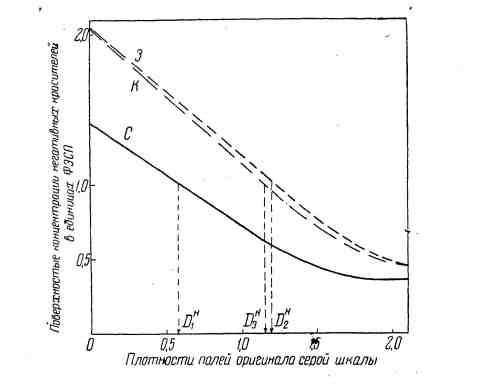 Поверхностные концентрации негативных красителей
в единицах ФЭСП
2,0
1,0
0,5
З
К
С
D₁ᴴ
D₃ᴴ
D₂ᴴ
0
0,5
1,0
1,5
2,0
Плотности полей оригинала серой шкалы